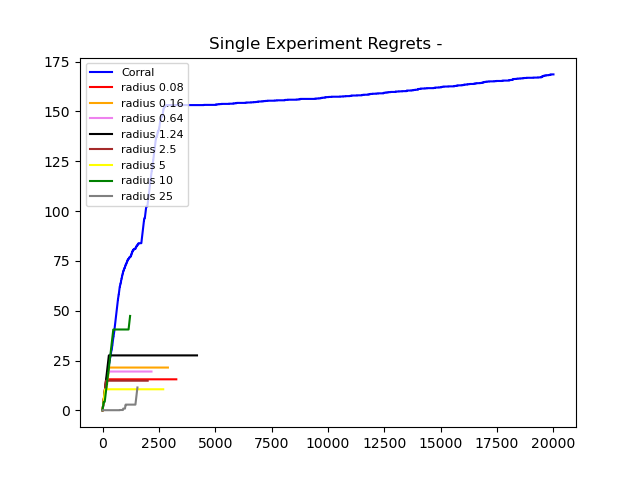 Single Experiment Regrets -
175
150
125
100
75
50
25
0
Corral
radius 0.08
radius 0.16
radius 0.64
radius 1.24
radius 2.5
radius 5
radius 10
radius 25
0 2500 5000 7500 10000 12500 15000 17500 20000